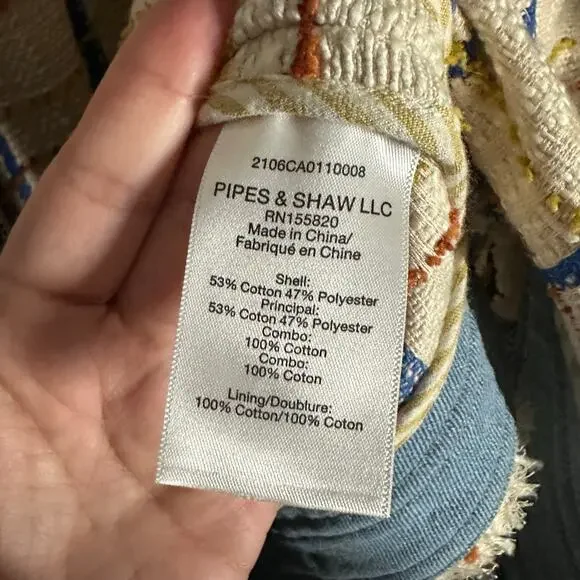 2106CA0110008
PIPES & SHAW LLC
RN155820
Made in China/
Fabriqué en Chine
Shell:
53% Cotton 47% Polyester
Principal:
53% Coton 47% Polyester
Combo:
100% Cotton
Combo:
100% Coton
Lining/Doublure:
100% Cotton/100% Coton